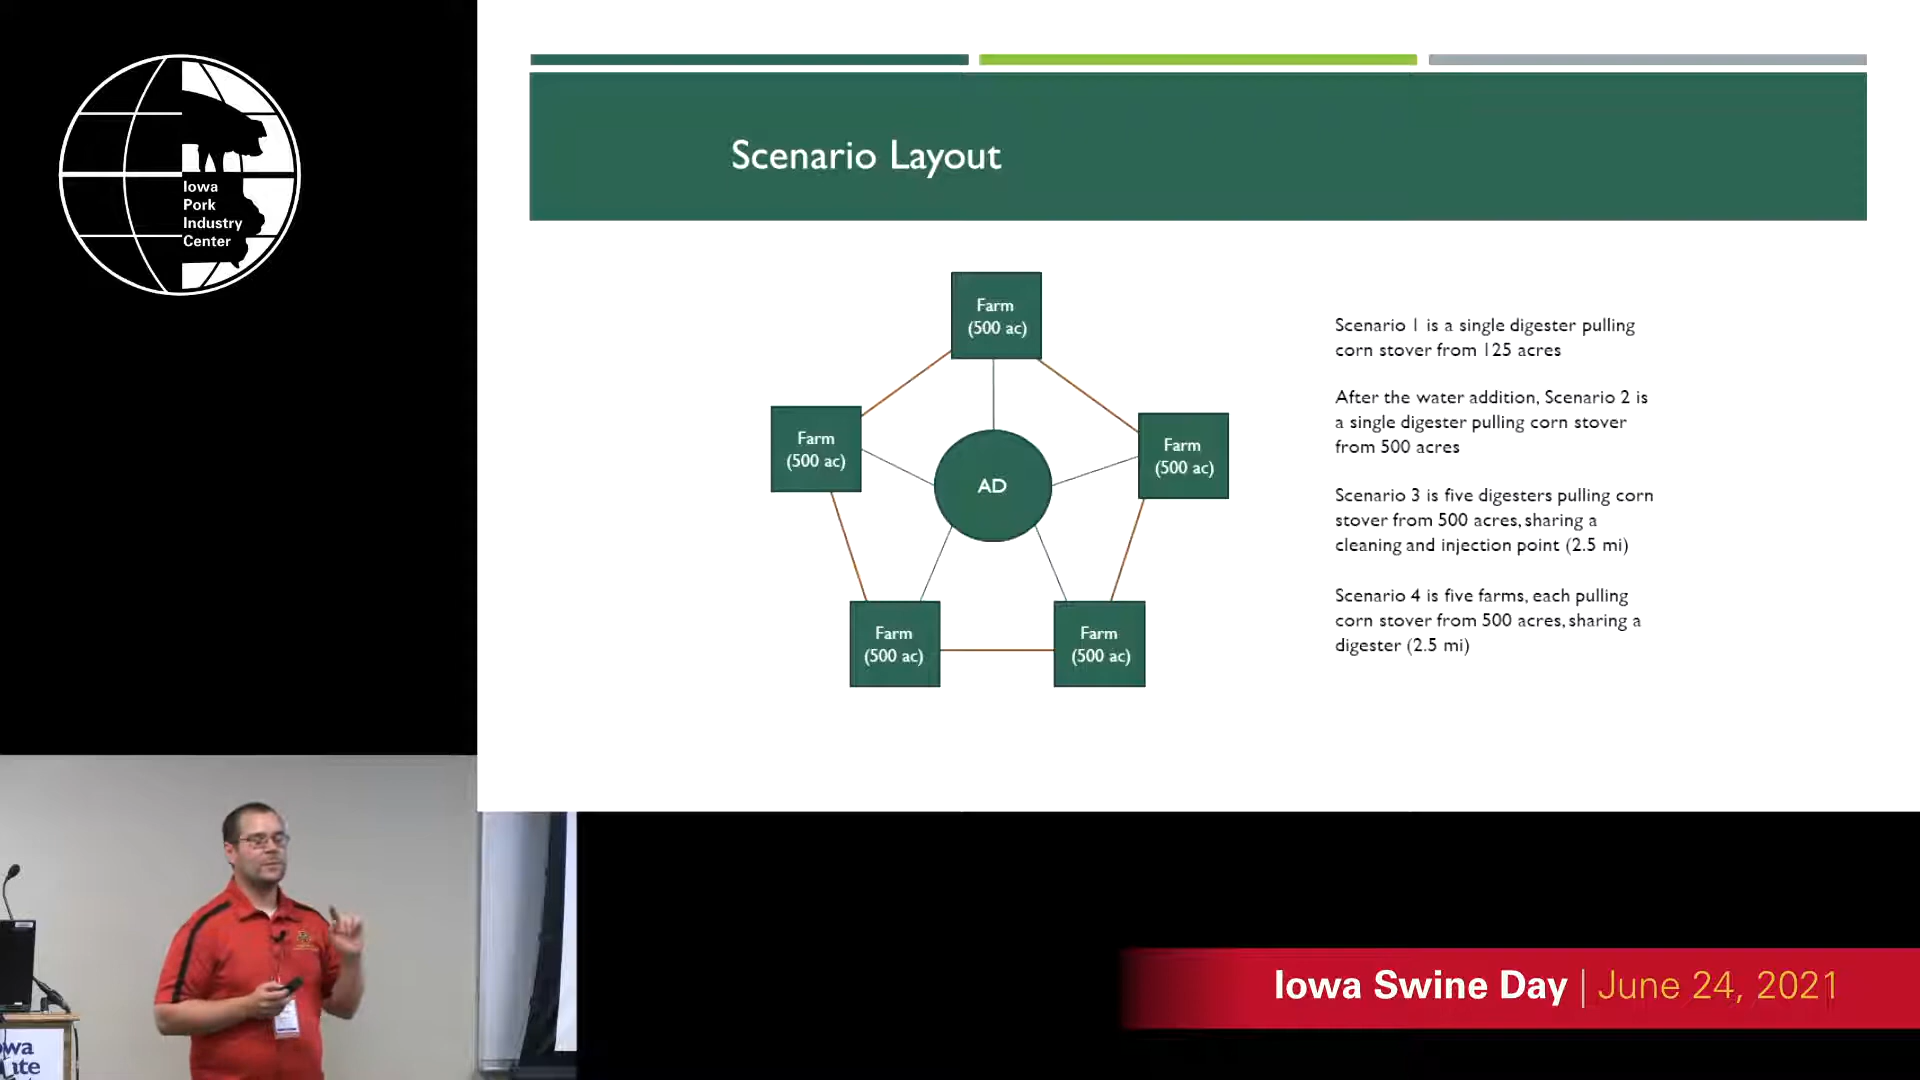 Iowa
Pork
Industry
Center
Scenario Layout
Farm
(500 ac)
Farm
(500 ac)
Farm
(500 ac)
AD
Farm
(500 ac)
Farm
(500 ac)
Scenario 1 is a single digester pulling
corn stover from 125 acres
After the water addition, Scenario 2 is
a single digester pulling corn stover
from 500 acres
Scenario 3 is five digesters pulling corn
stover from 500 acres, sharing a
cleaning and injection point (2.5 mi)
Scenario 4 is five farms, each pulling
corn stover from 500 acres, sharing a
digester (2.5 mi)
Iowa Swine Day | June 24, 2021
owa
ate